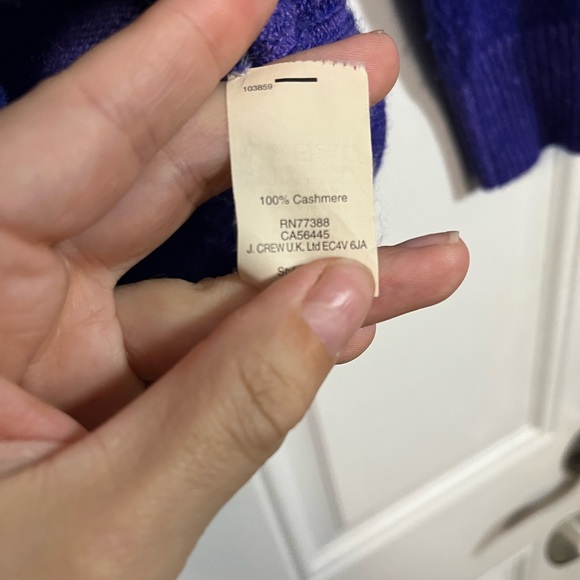 103859
100% Cashmere
RN77388
CA56445
J. CREW U.K. Ltd EC4V 6JA